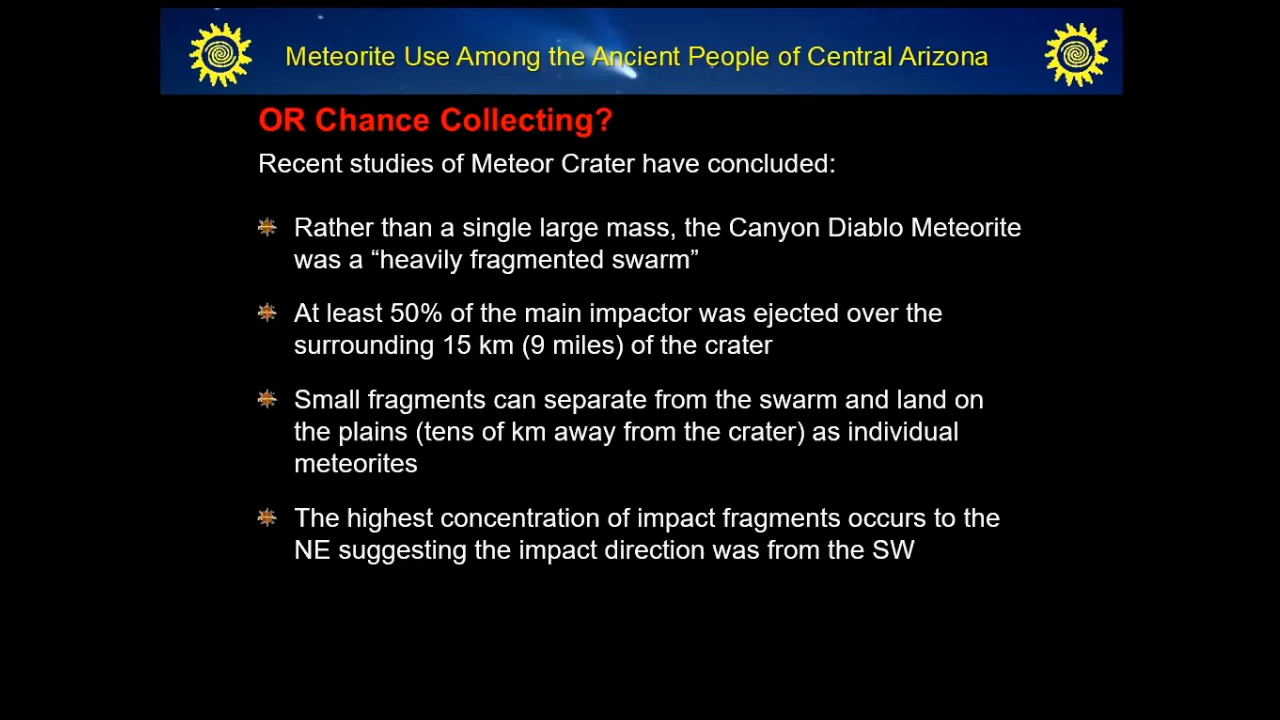 Meteorite Use Among the Ancient People of Central Arizona
OR Chance Collecting?
Recent studies of Meteor Crater have concluded:
Rather than a single large mass, the Canyon Diablo Meteorite
was a “heavily fragmented swarm”
At least 50% of the main impactor was ejected over the
surrounding 15 km (9 miles) of the crater
Small fragments can separate from the swarm and land on
the plains (tens of km away from the crater) as individual
meteorites
The highest concentration of impact fragments occurs to the
NE suggesting the impact direction was from the SW